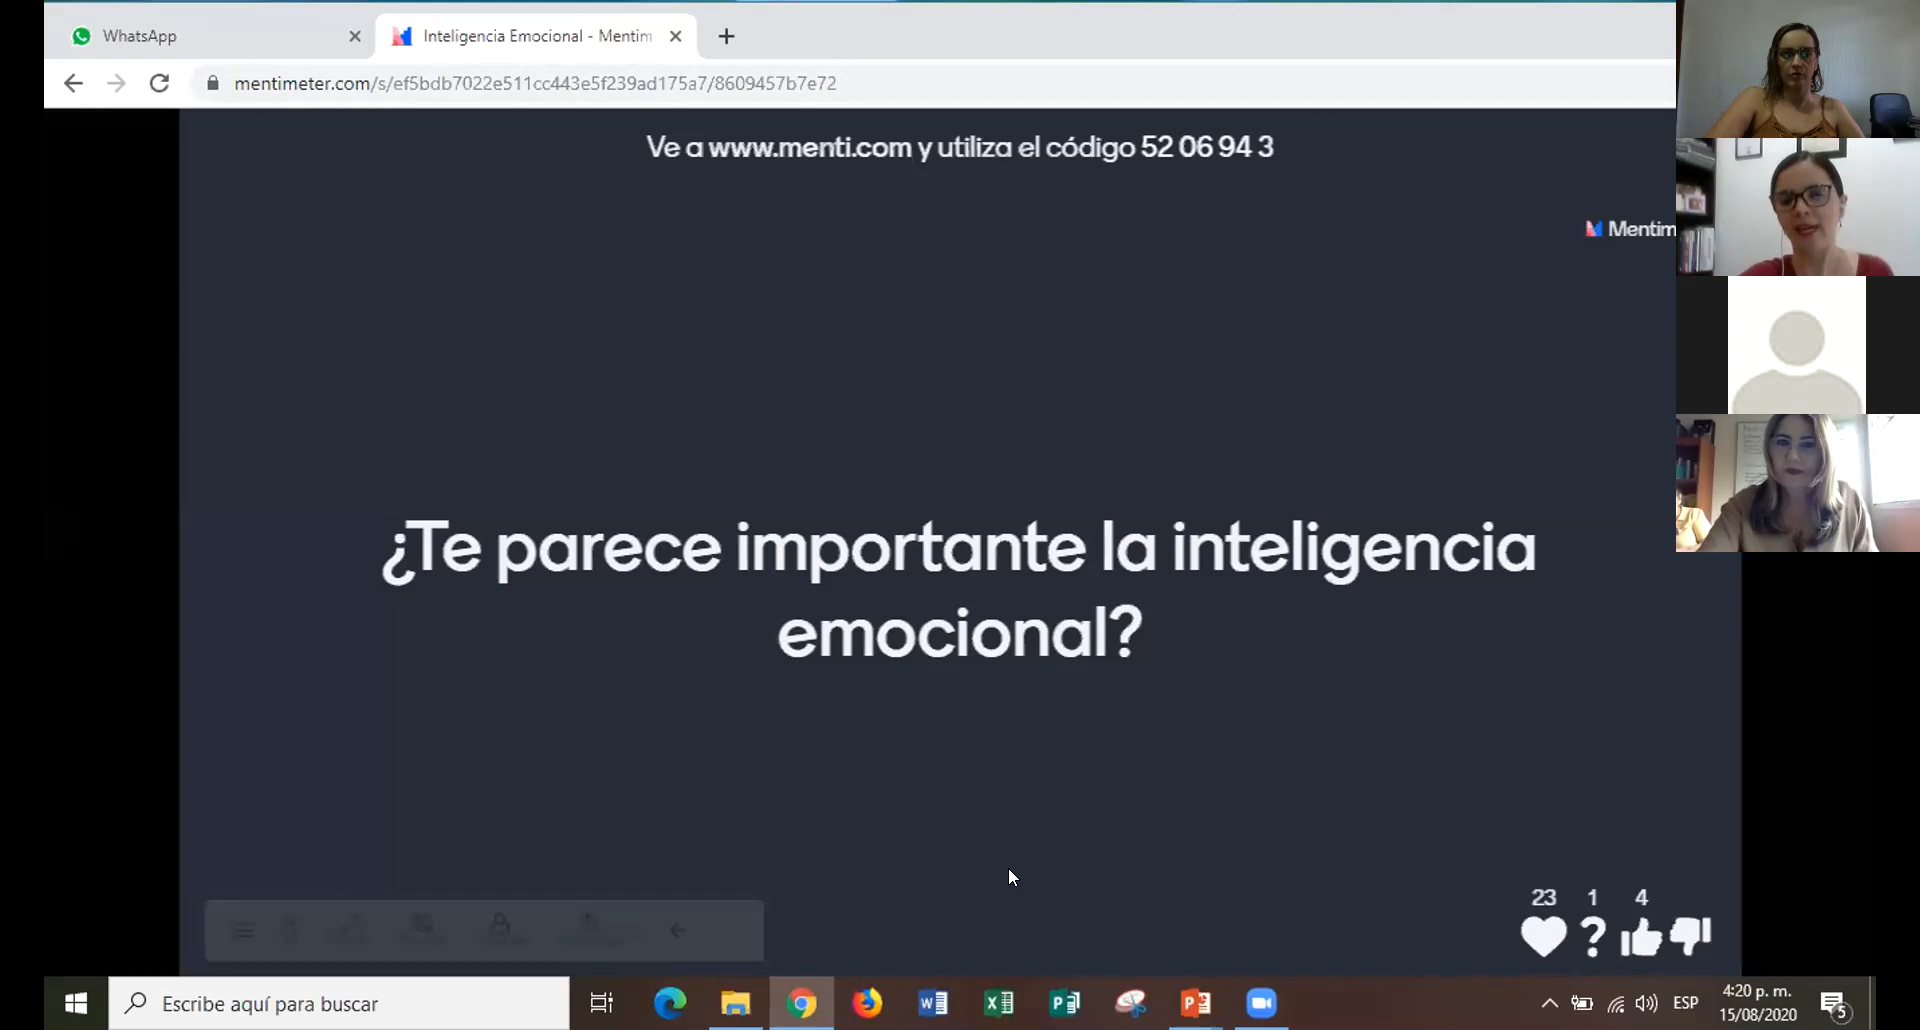 WhatsApp
Inteligencia Emocional - Mentim
mentimeter.com/s/ef5bdb7022e511cc443e5f239ad175a7/8609457b7e72
Ve a www.menti.com y utiliza el código 52 06 94 3
Mentim
¿Te parece importante la inteligencia
emocional?
23 1 4
Escribe aquí para buscar
ESP
4:20 p. m.
15/08/2020
5